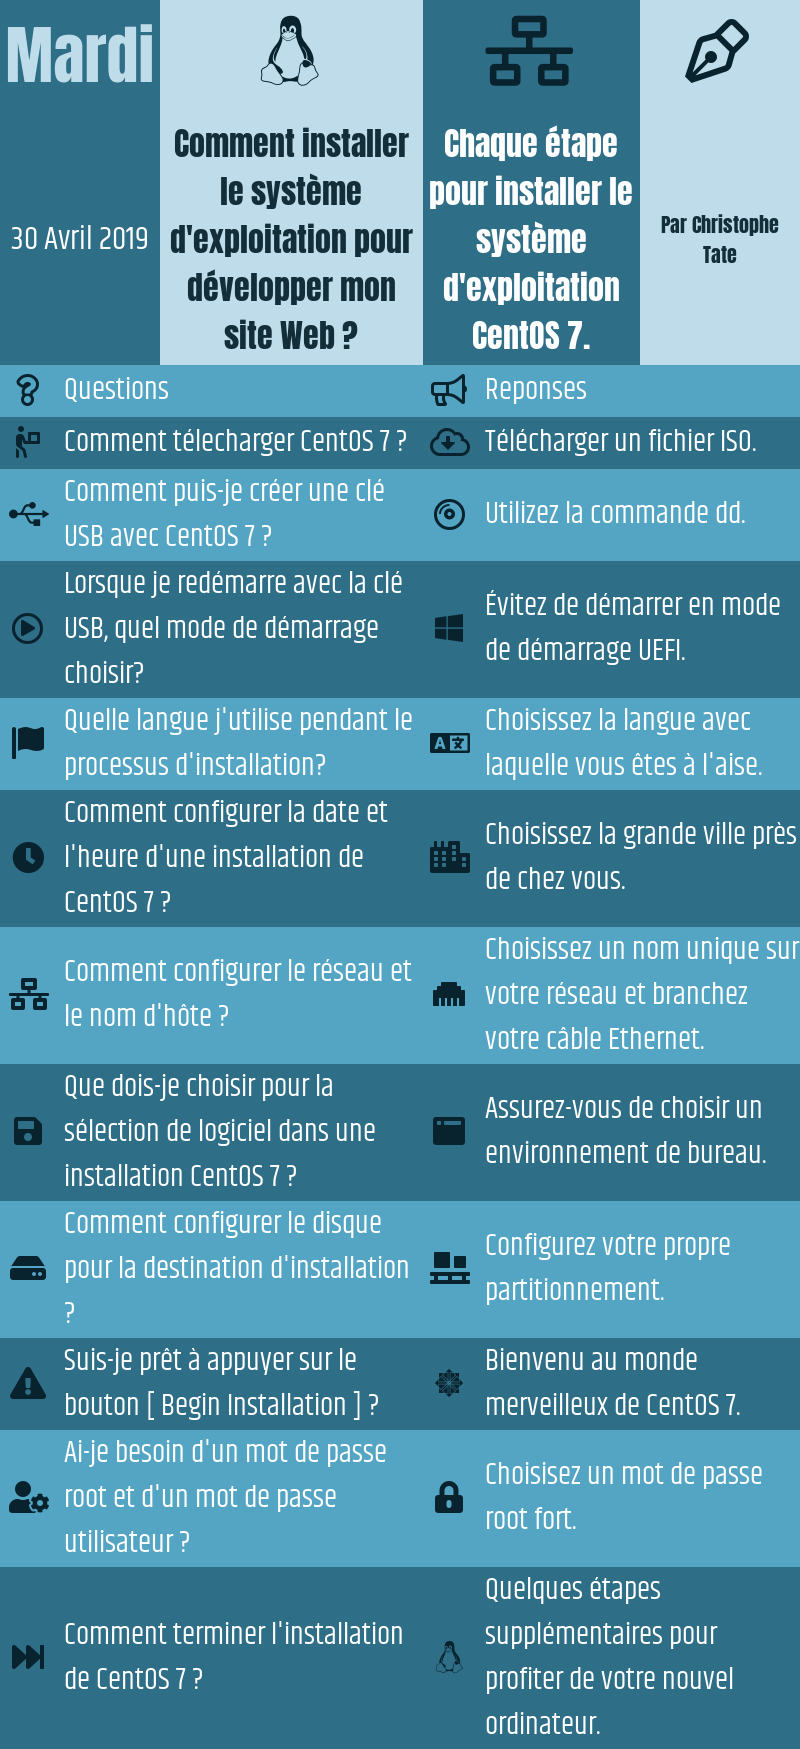 Mardi
30 Avril 2019
Comment installer
le système
d'exploitation pour
développer mon
site Web ?
Chaque étape
pour installer le
système
d'exploitation
CentOS 7.
Par Christophe
Tate
Questions
Reponses
Comment télecharger CentOS 7 ?
Télécharger un fichier ISO.
Comment puis-je créer une clé
USB avec CentOS 7 ?
Utilizez la commande dd.
Lorsque je redémarre avec la clé
USB, quel mode de démarrage
choisir?
Évitez de démarrer en mode
de démarrage UEFI.
Quelle langue j'utilise pendant le
processus d'installation?
Choisissez la langue avec
laquelle vous êtes à l'aise.
Comment configurer la date et
l'heure d'une installation de
CentOS 7 ?
Choisissez la grande ville près
de chez vous.
Comment configurer le réseau et
le nom d'hôte ?
Choisissez un nom unique sur
votre réseau et branchez
votre câble Ethernet.
Que dois-je choisir pour la
sélection de logiciel dans une
installation CentOS 7 ?
Assurez-vous de choisir un
environnement de bureau.
Comment configurer le disque
pour la destination d'installation
?
Configurez votre propre
partitionnement.
Suis-je prêt à appuyer sur le
bouton [ Begin Installation ] ?
Bienvenu au monde
merveilleux de CentOS 7.
Ai-je besoin d'un mot de passe
root et d'un mot de passe
utilisateur ?
Choisisez un mot de passe
root fort.
Comment terminer l'installation
de CentOS 7 ?
Quelques étapes
supplémentaires pour
profiter de votre nouvel
ordinateur.